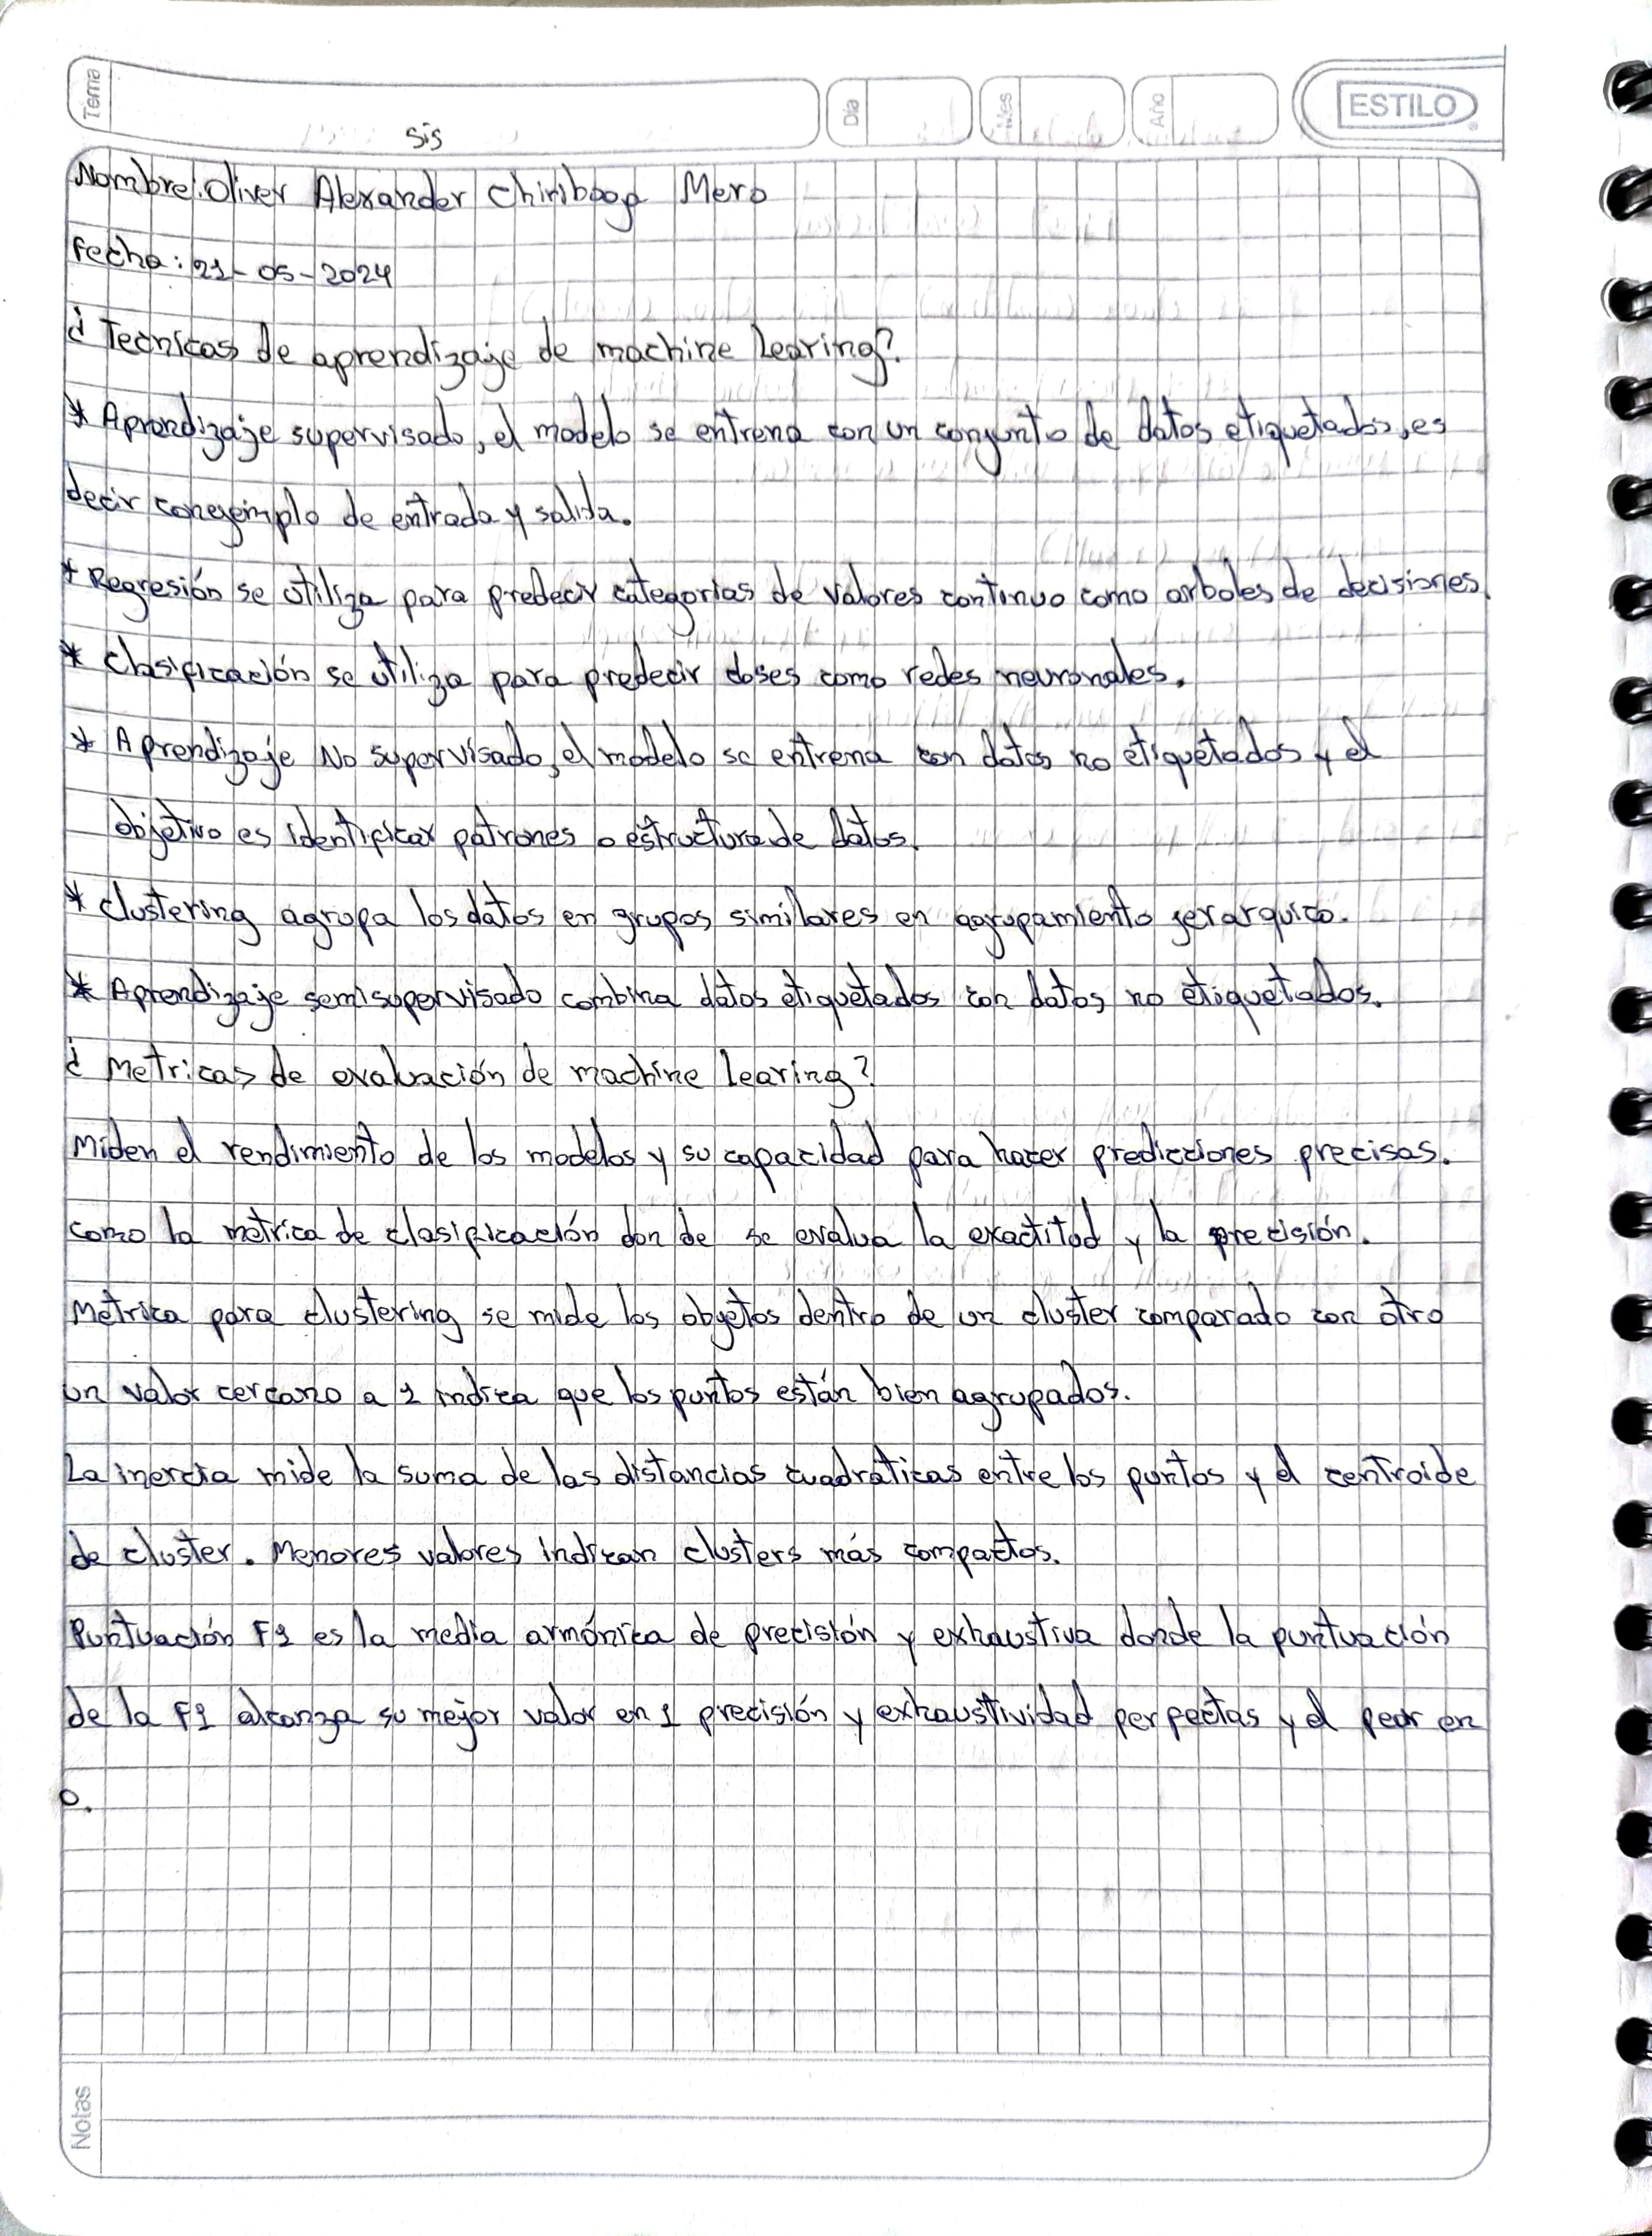 Tema
Día
Mes
Año
ESTILO
sis
Nombre: Oliver Alexander Chiriboga Mero
Fecha: 21-05-2024
¿Tecnicas de aprendizaje de machine learing?
* Aprendizaje supervisado, el modelo se entrena con un conyunto de datos etiquetados, es
decir conejemplo de entrada y salida.
* Regresión se utiliza para predecir categorias de valores continuo como arboles de decisiones.
* Clasificación se utiliza para predecir clases como redes neuronales.
* Aprendizaje No supervisado, el modelo se entrena con datos no etiquetados y el
objetivo es identificar patrones o estructura de datos.
* clustering agrupa los datos en grupos similares en agrupamiento jerarquico.
* Aprendizaje semisupervisado combina datos etiquetados con datos no etiquetados.
¿Metricas de evaluación de machine learing?
Miden el rendimiento de los modelos y su capacidad para hacer predicciones precisas.
como la metrica de clasificación don de se evalua la exactitud y la precisión.
Metrica para clustering se mide los objetos dentro de un cluster comparado con otro
un valor cercano a 1 indica que los puntos están bien agrupados.
La inercia mide la suma de las distancias cuadraticas entre los puntos y el centroide
de cluster. Menores valores indican clusters más compactos.
Puntuación F1 es la media armónica de precisión y exhaustiva donde la puntuación
de la F1 alcanza su mejor valor en 1 precisión y exhaustividad perfectas y el peor en
0.
Notas